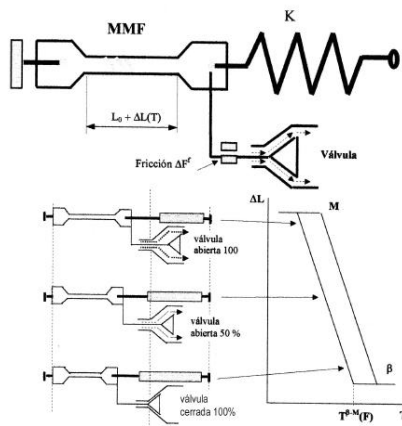 MMF
K
L₀ + ΔL(T)
Fricción ΔFᶠ
Válvula
válvula
abierta 100
válvula
abierta 50 %
válvula
cerrada 100%
ΔL
M
β
T^β-M(F)
T